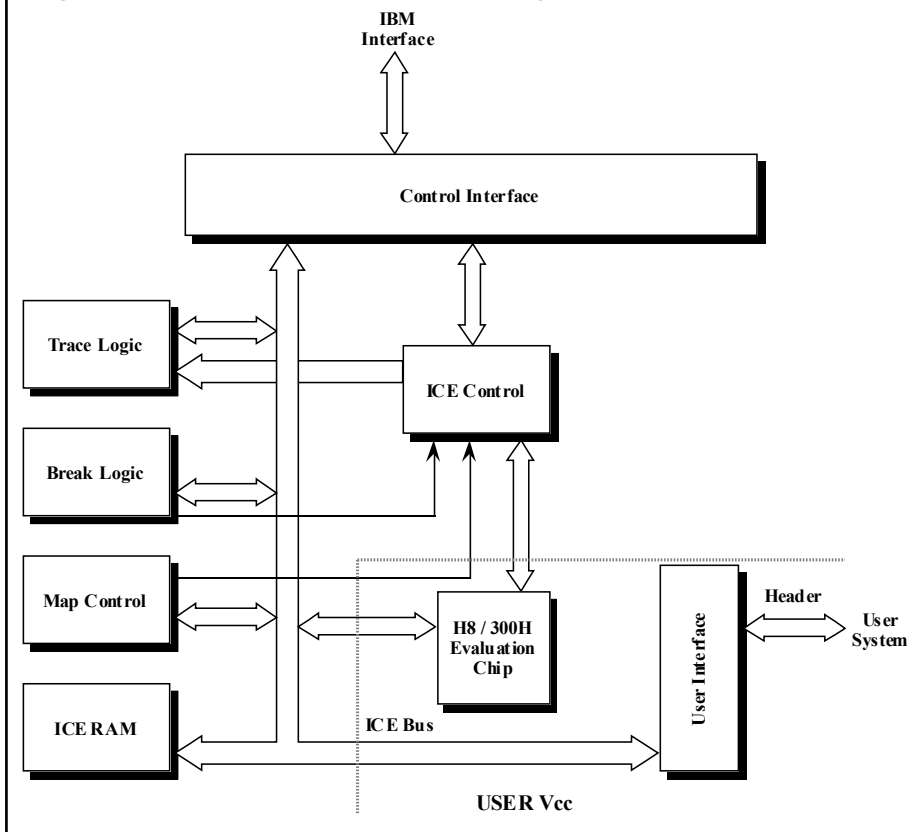 IBM
Interface
Control Interface
Trace Logic
ICE Control
Break Logic
Map Control
H8 / 300H
Evaluation
Chip
User Interface
Header
User
System
ICE RAM
ICE Bus
USER Vcc